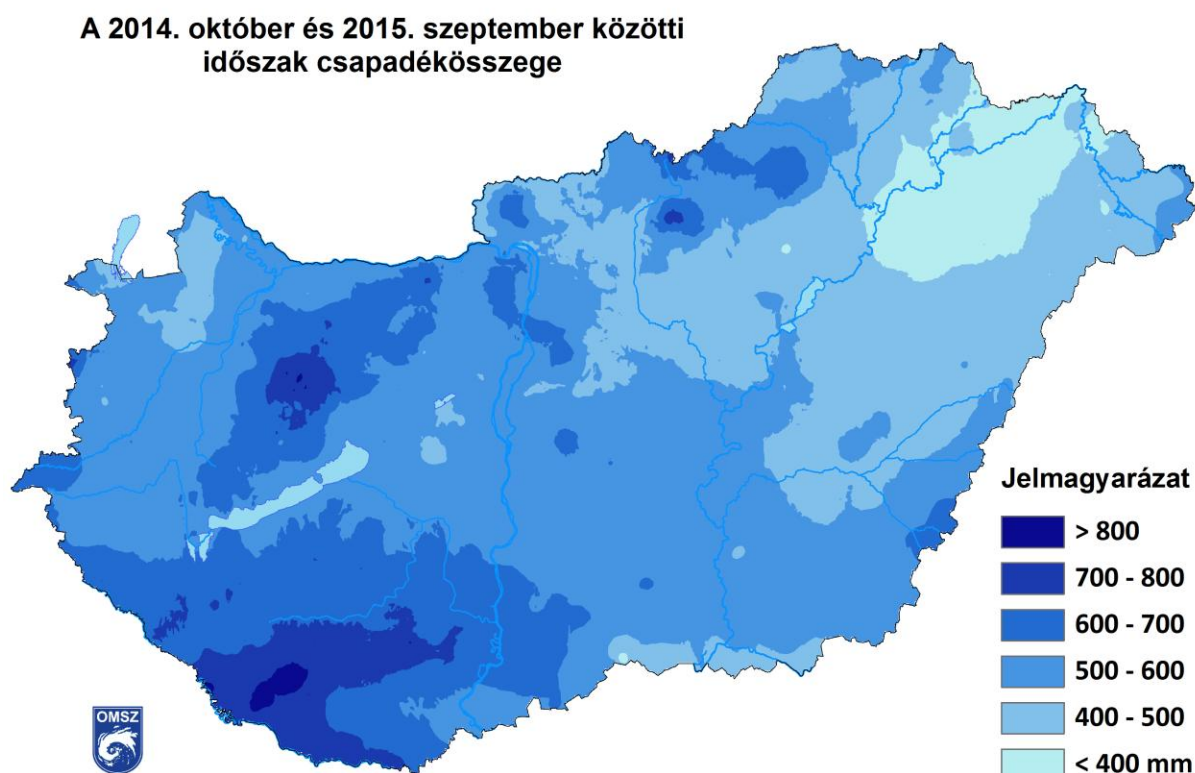 A 2014. október és 2015. szeptember közötti
időszak csapadékösszege
Jelmagyarázat
> 800
700 - 800
600 - 700
500 - 600
400 - 500
< 400 mm
OMSZ